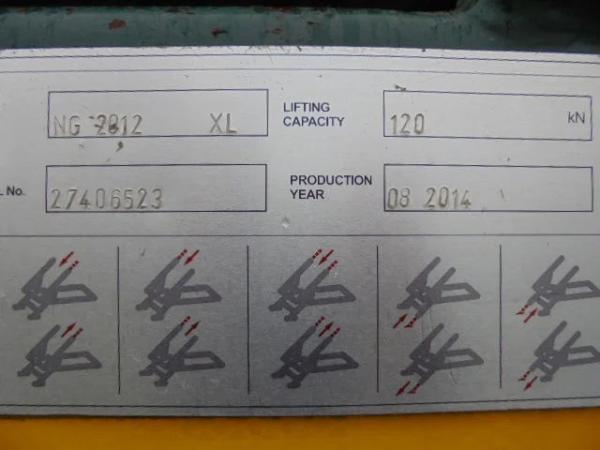 NG 2012 XL LIFTING CAPACITY 120 kN
L No. 27406523 PRODUCTION YEAR 08 2014